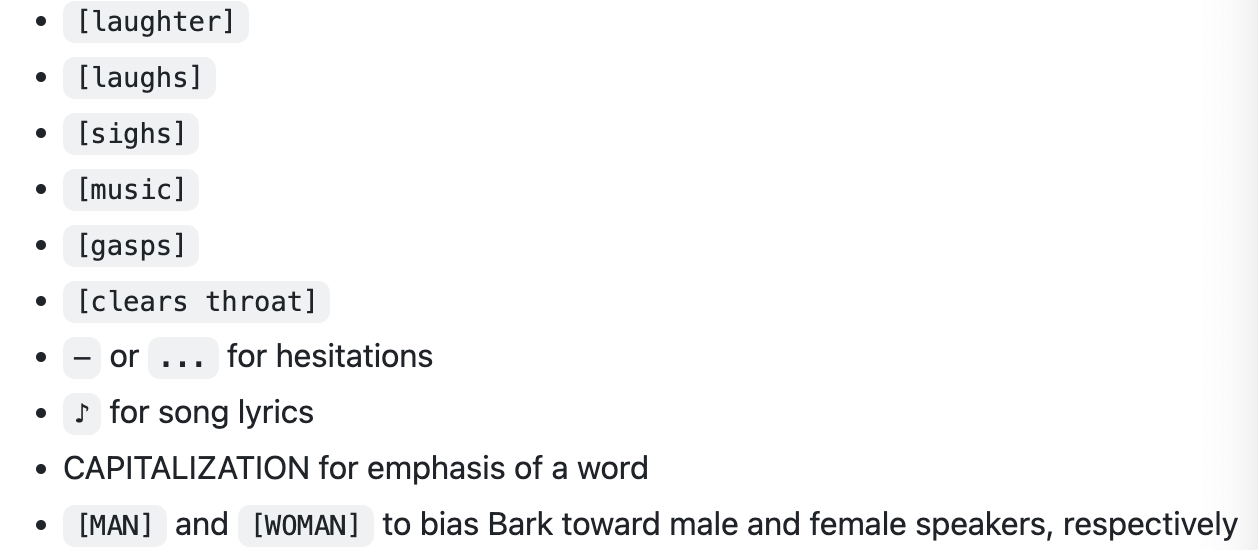 • [laughter]
• [laughs]
• [sighs]
• [music]
• [gasps]
• [clears throat]
• – or ... for hesitations
• ♪ for song lyrics
• CAPITALIZATION for emphasis of a word
• [MAN] and [WOMAN] to bias Bark toward male and female speakers, respectively